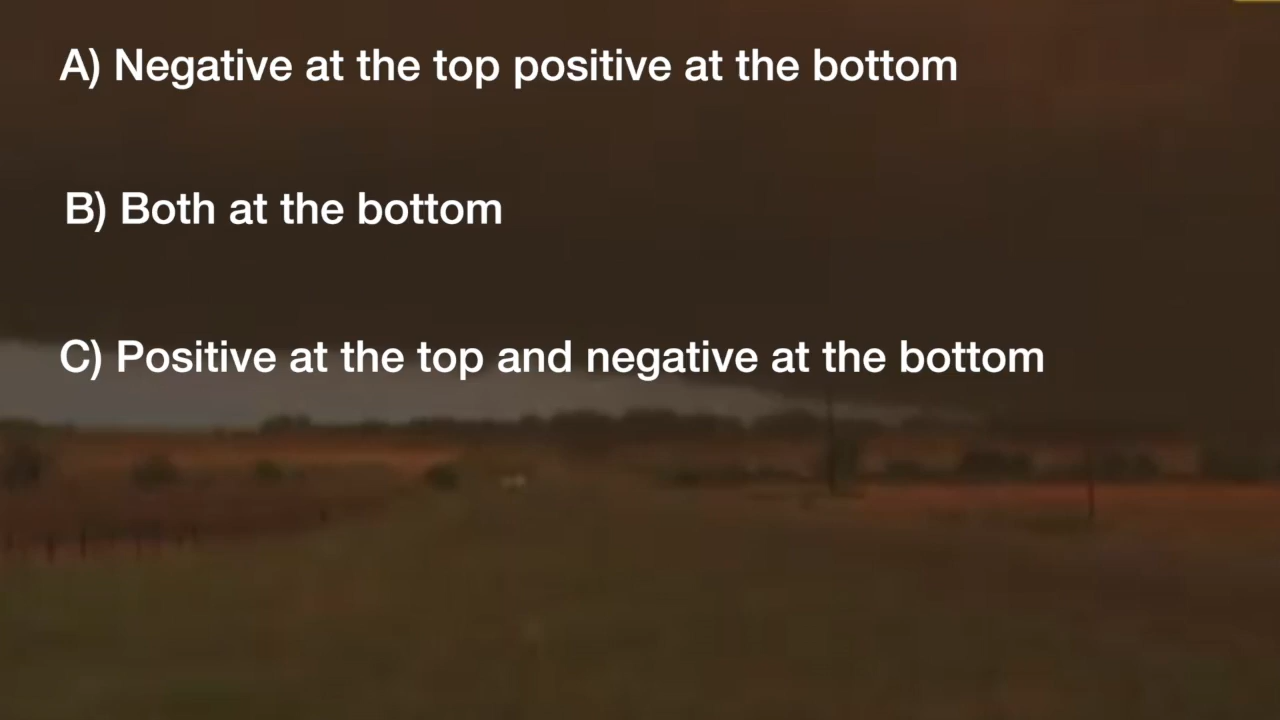 A) Negative at the top positive at the bottom
B) Both at the bottom
C) Positive at the top and negative at the bottom